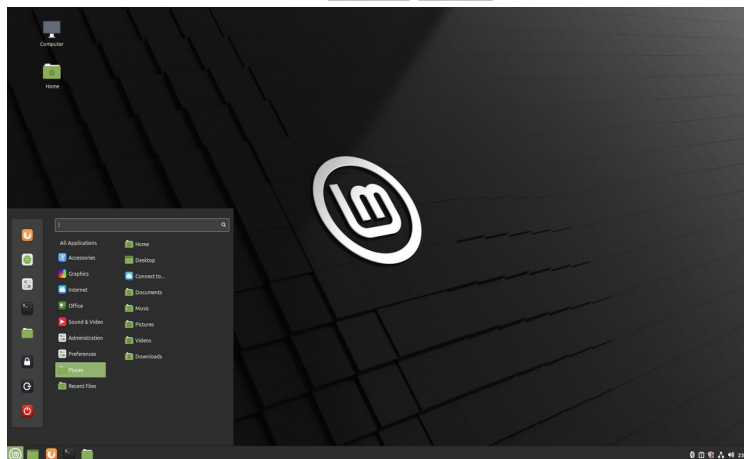 Computer
Home
All Applications
Accessories
Graphics
Internet
Office
Sound & Video
Administration
Preferences
Places
Recent Files
Home
Desktop
Connect to...
Documents
Music
Pictures
Videos
Downloads
23